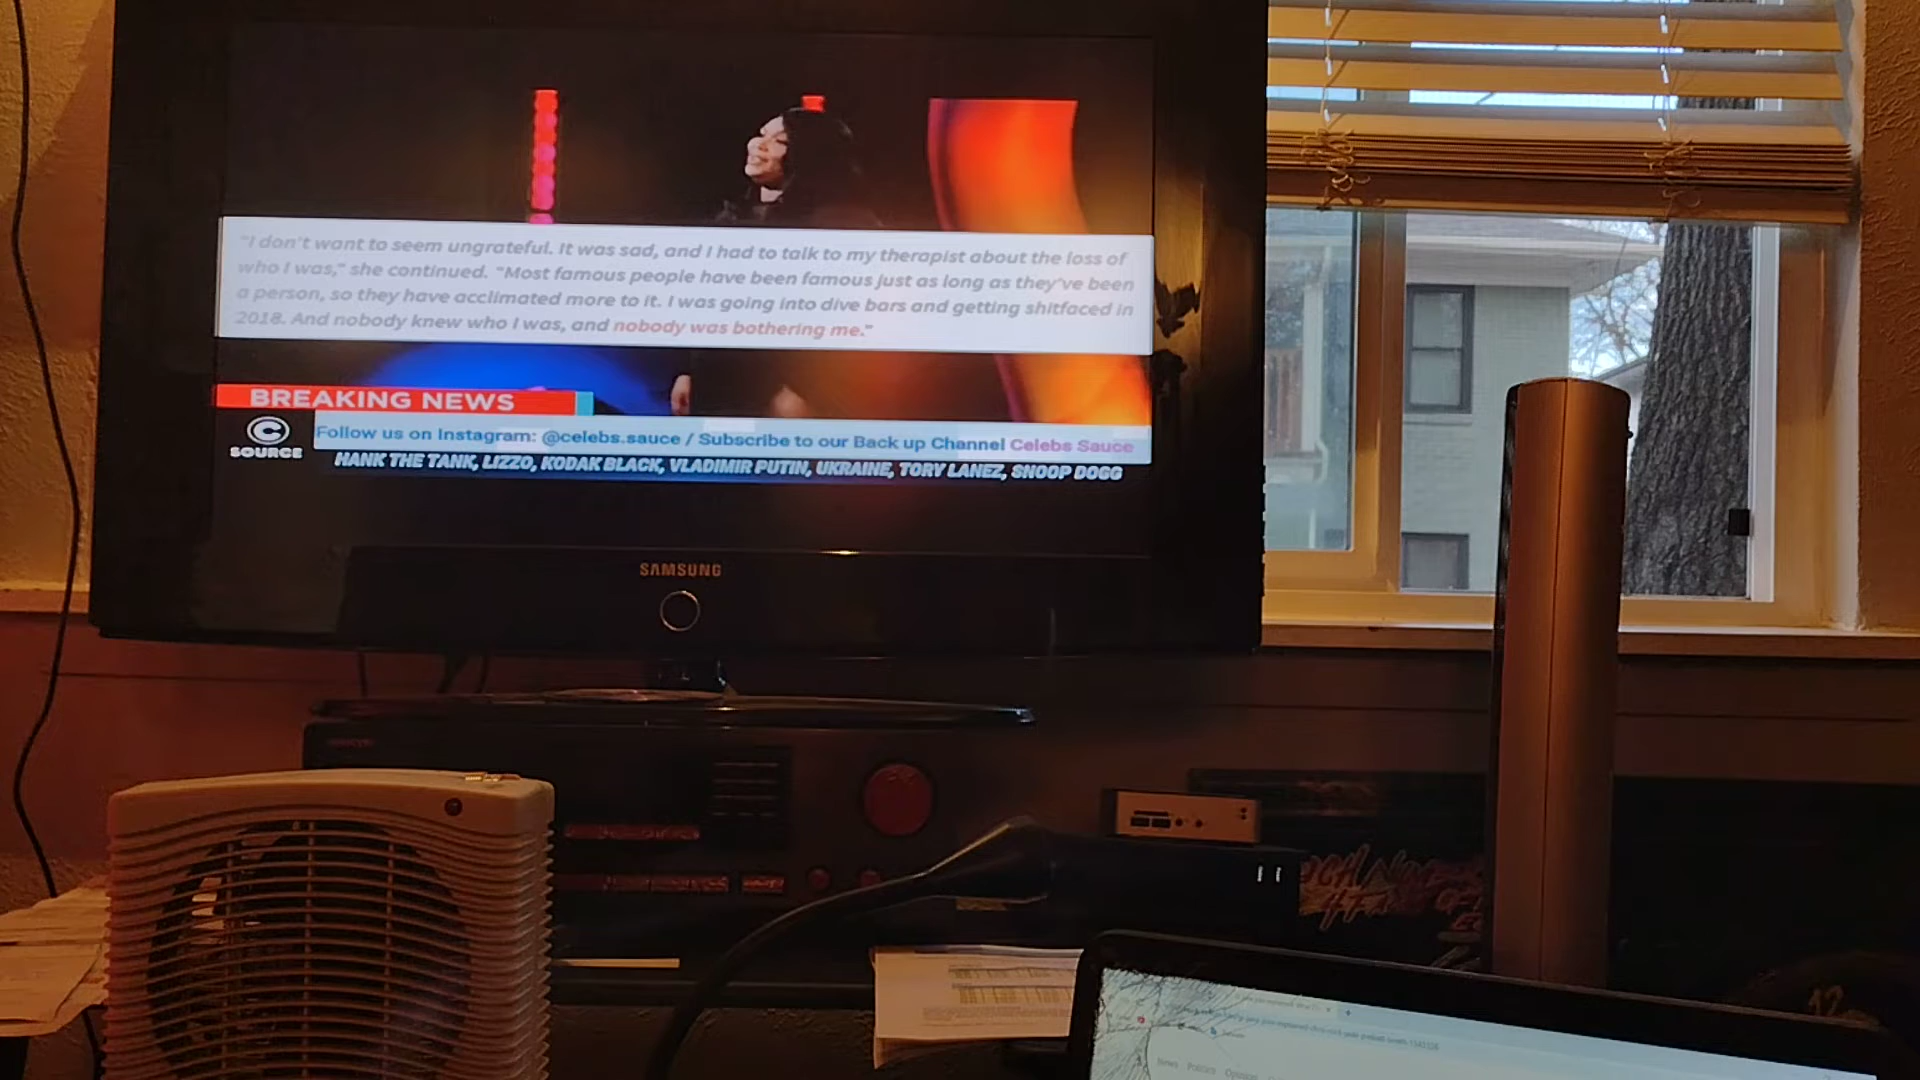 "I don't want to seem ungrateful. It was sad, and I had to talk to my therapist about the loss of
who I was," she continued. "Most famous people have been famous just as long as they've been
a person, so they have acclimated more to it. I was going into dive bars and getting shitfaced in
2018. And nobody knew who I was, and nobody was bothering me."
BREAKING NEWS
C
SOURCE
Follow us on Instagram: @celebs.sauce / Subscribe to our Back up Channel Celebs Sauce
HANK THE TANK, LIZZO, KODAK BLACK, VLADIMIR PUTIN, UKRAINE, TORY LANEZ, SNOOP DOGG
SAMSUNG
12
News Politics Opinion